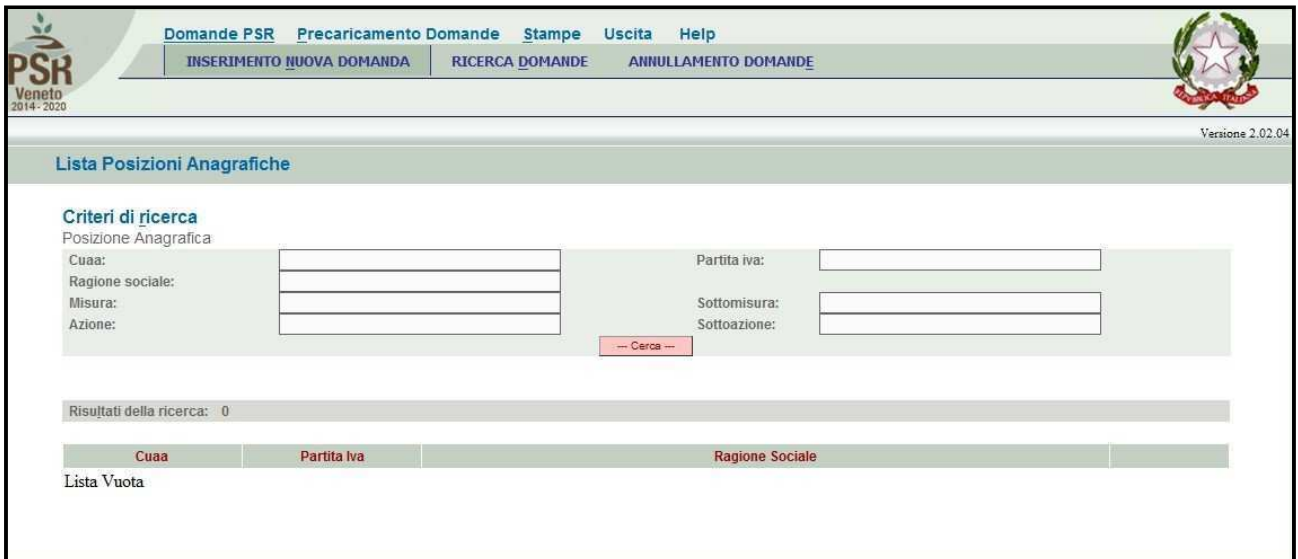 Domande PSR Precaricamento Domande Stampe Uscita Help
INSERIMENTO NUOVA DOMANDA RICERCA DOMANDE ANNULLAMENTO DOMANDE
PSR
Veneto
2014 - 2020
REPVBBLICA ITALIANA
Versione 2.02.04
Lista Posizioni Anagrafiche
Criteri di ricerca
Posizione Anagrafica
Cuaa: Partita iva:
Ragione sociale:
Misura: Sottomisura:
Azione: Sottoazione:
--- Cerca ---
Risultati della ricerca: 0
Cuaa Partita Iva Ragione Sociale
Lista Vuota